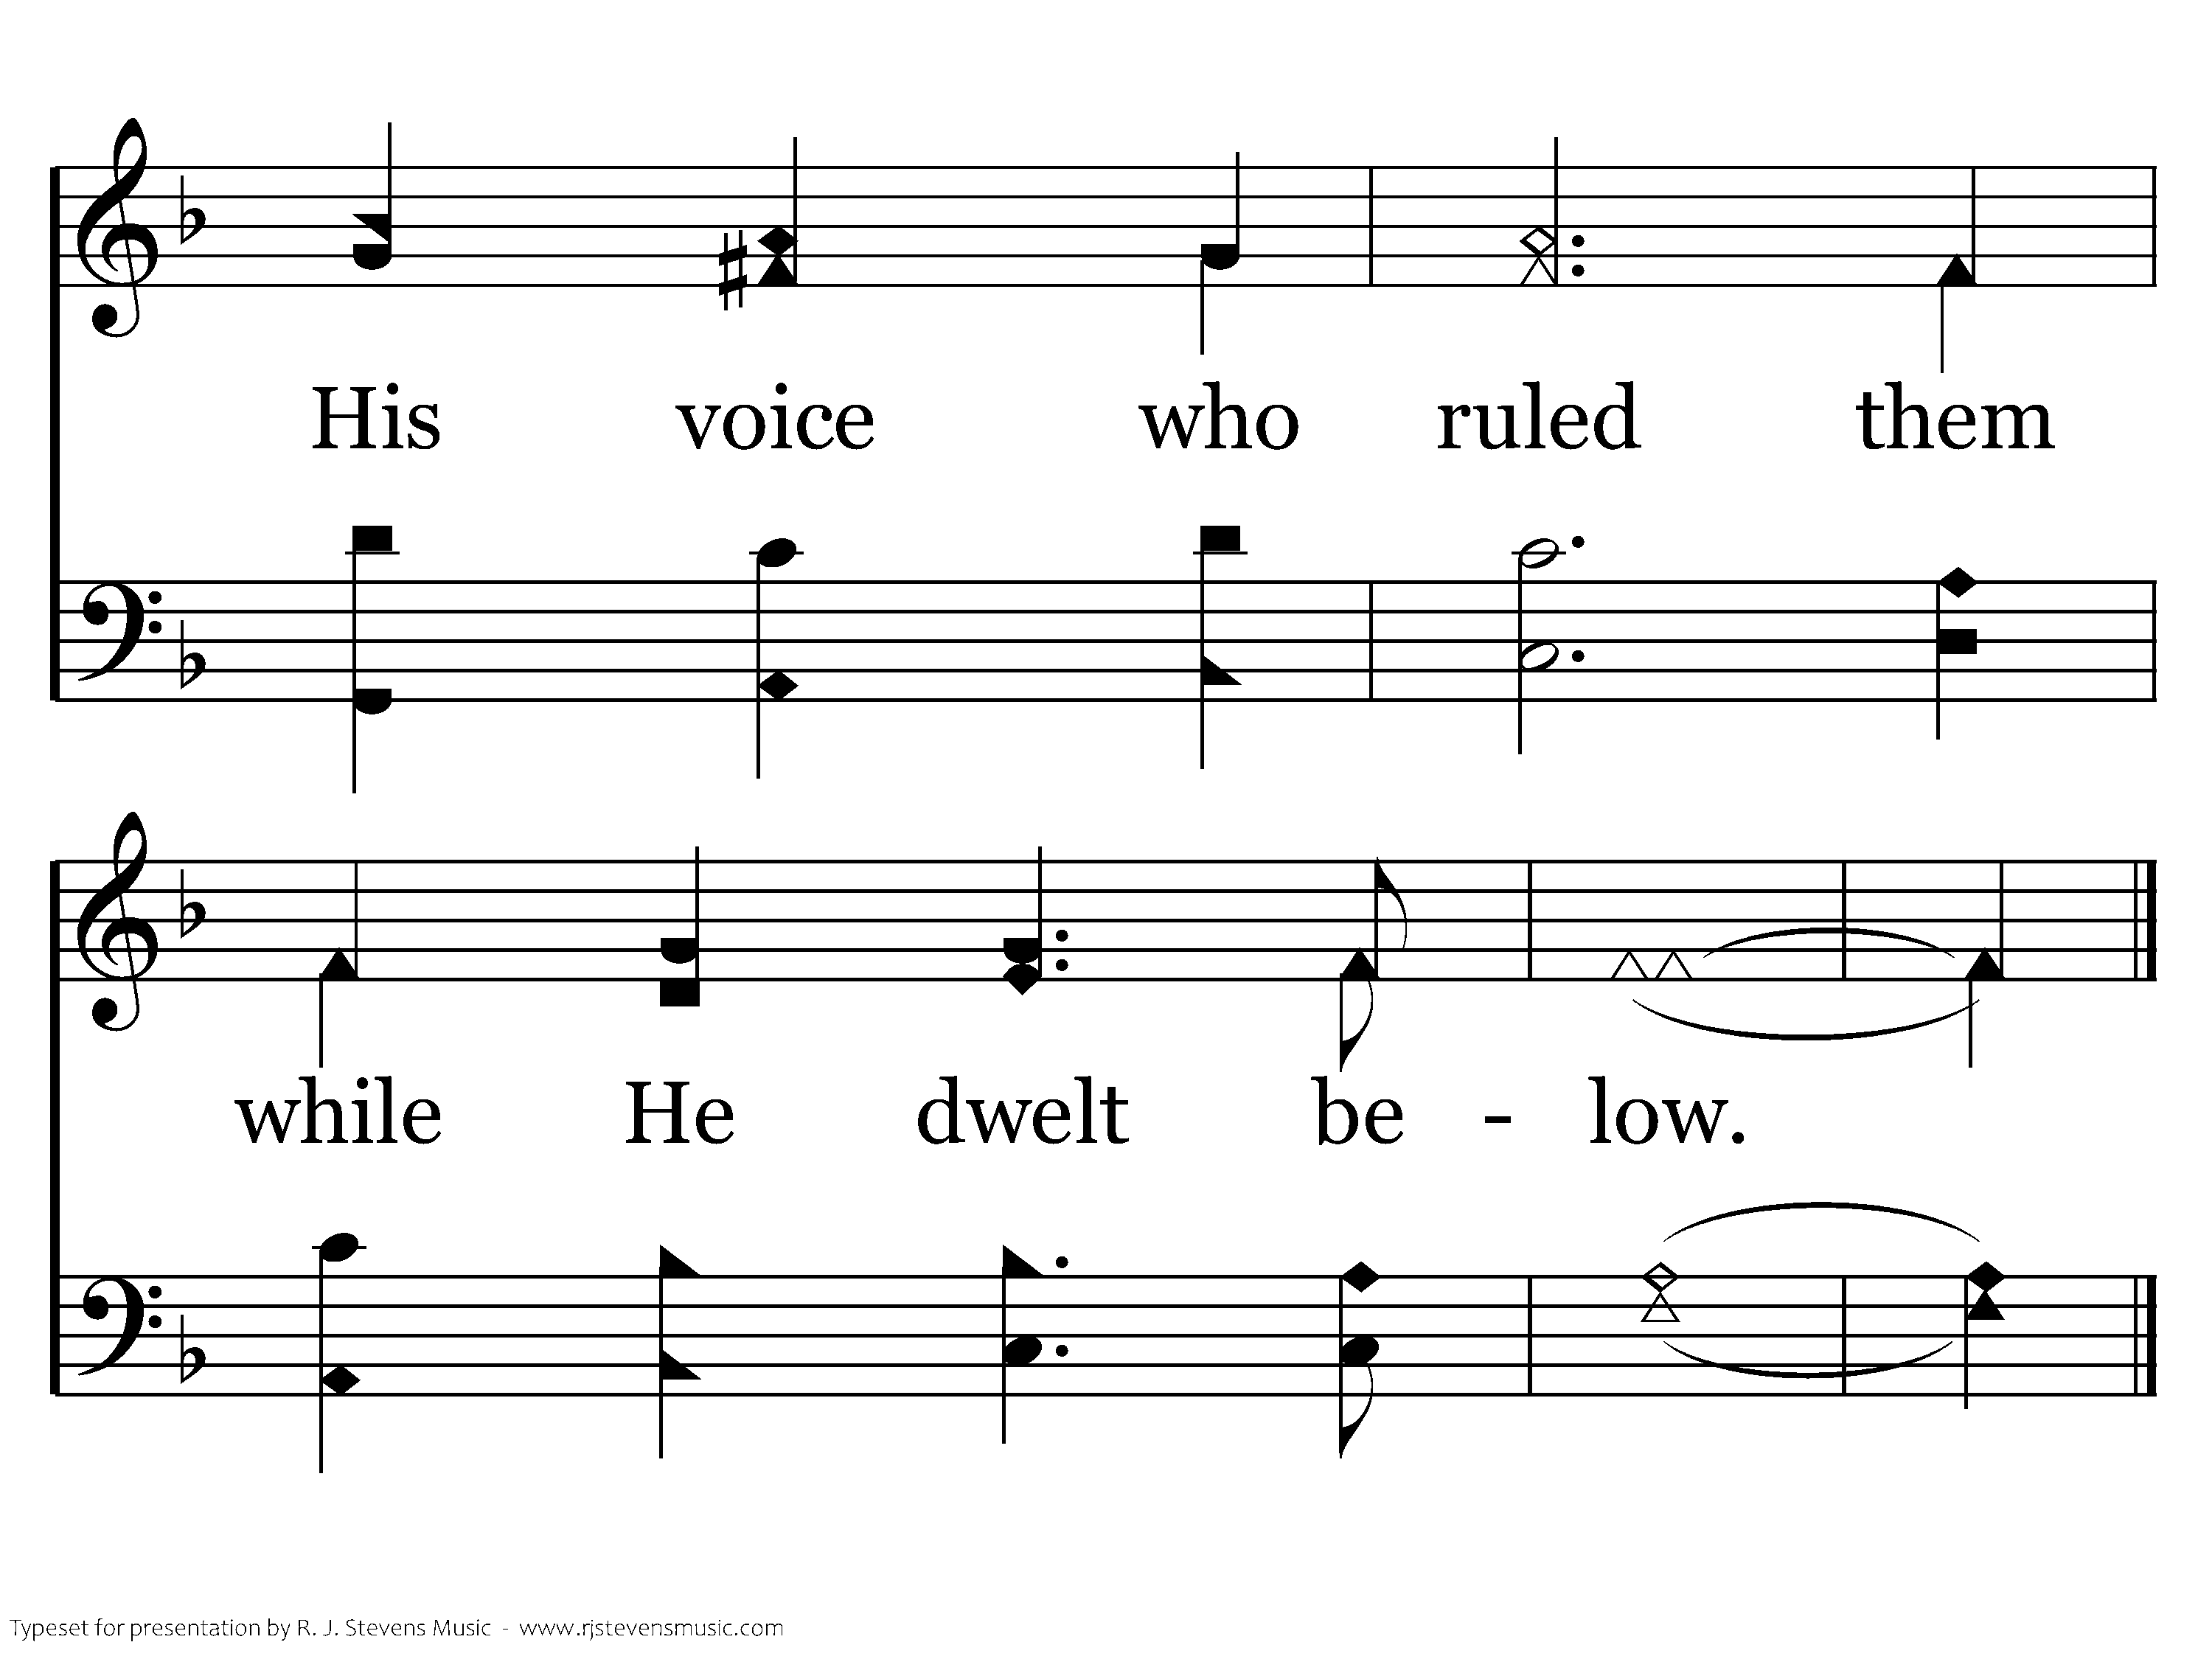 His voice who ruled them
while He dwelt be - low.
Typeset for presentation by R. J. Stevens Music - www.rjstevensmusic.com